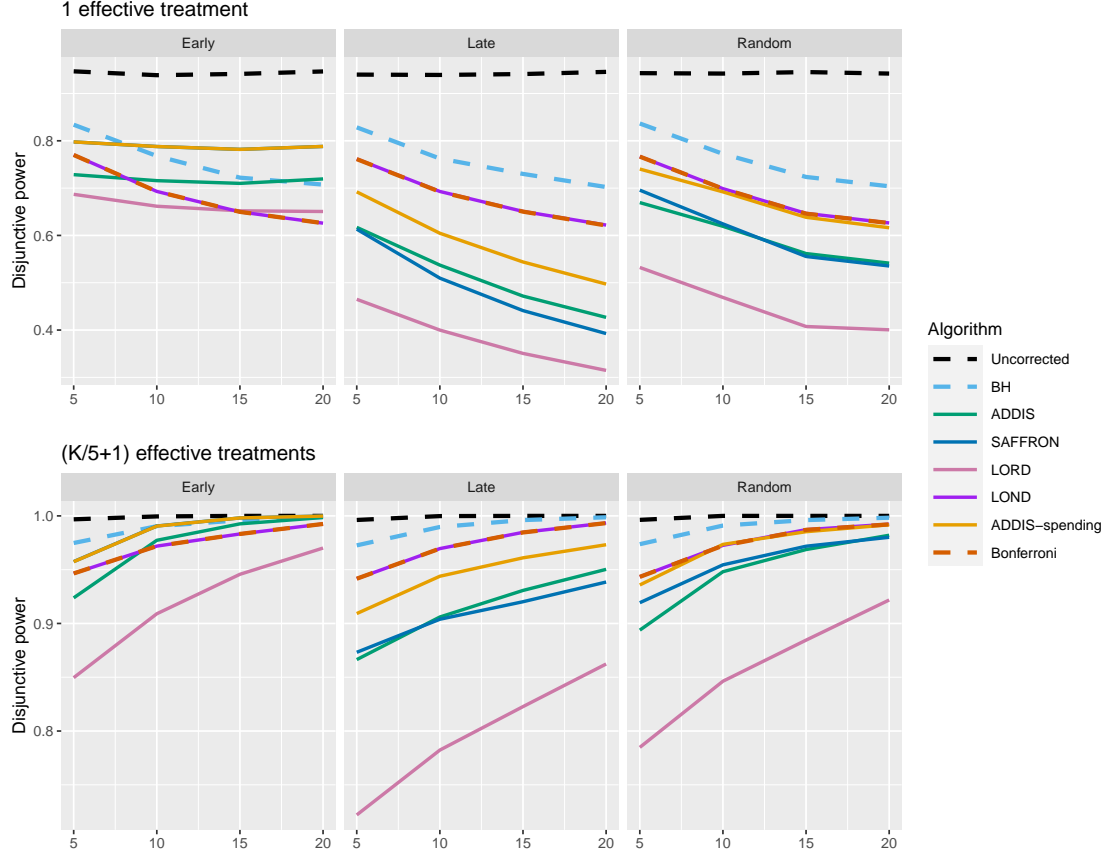 1 effective treatment
Early
Late
Random
Disjunctive power
0.8
0.6
0.4
5 10 15 20
5 10 15 20
5 10 15 20
(K/5+1) effective treatments
Early
Late
Random
Disjunctive power
1.0
0.9
0.8
5 10 15 20
5 10 15 20
5 10 15 20
Algorithm
Uncorrected
BH
ADDIS
SAFFRON
LORD
LOND
ADDIS−spending
Bonferroni